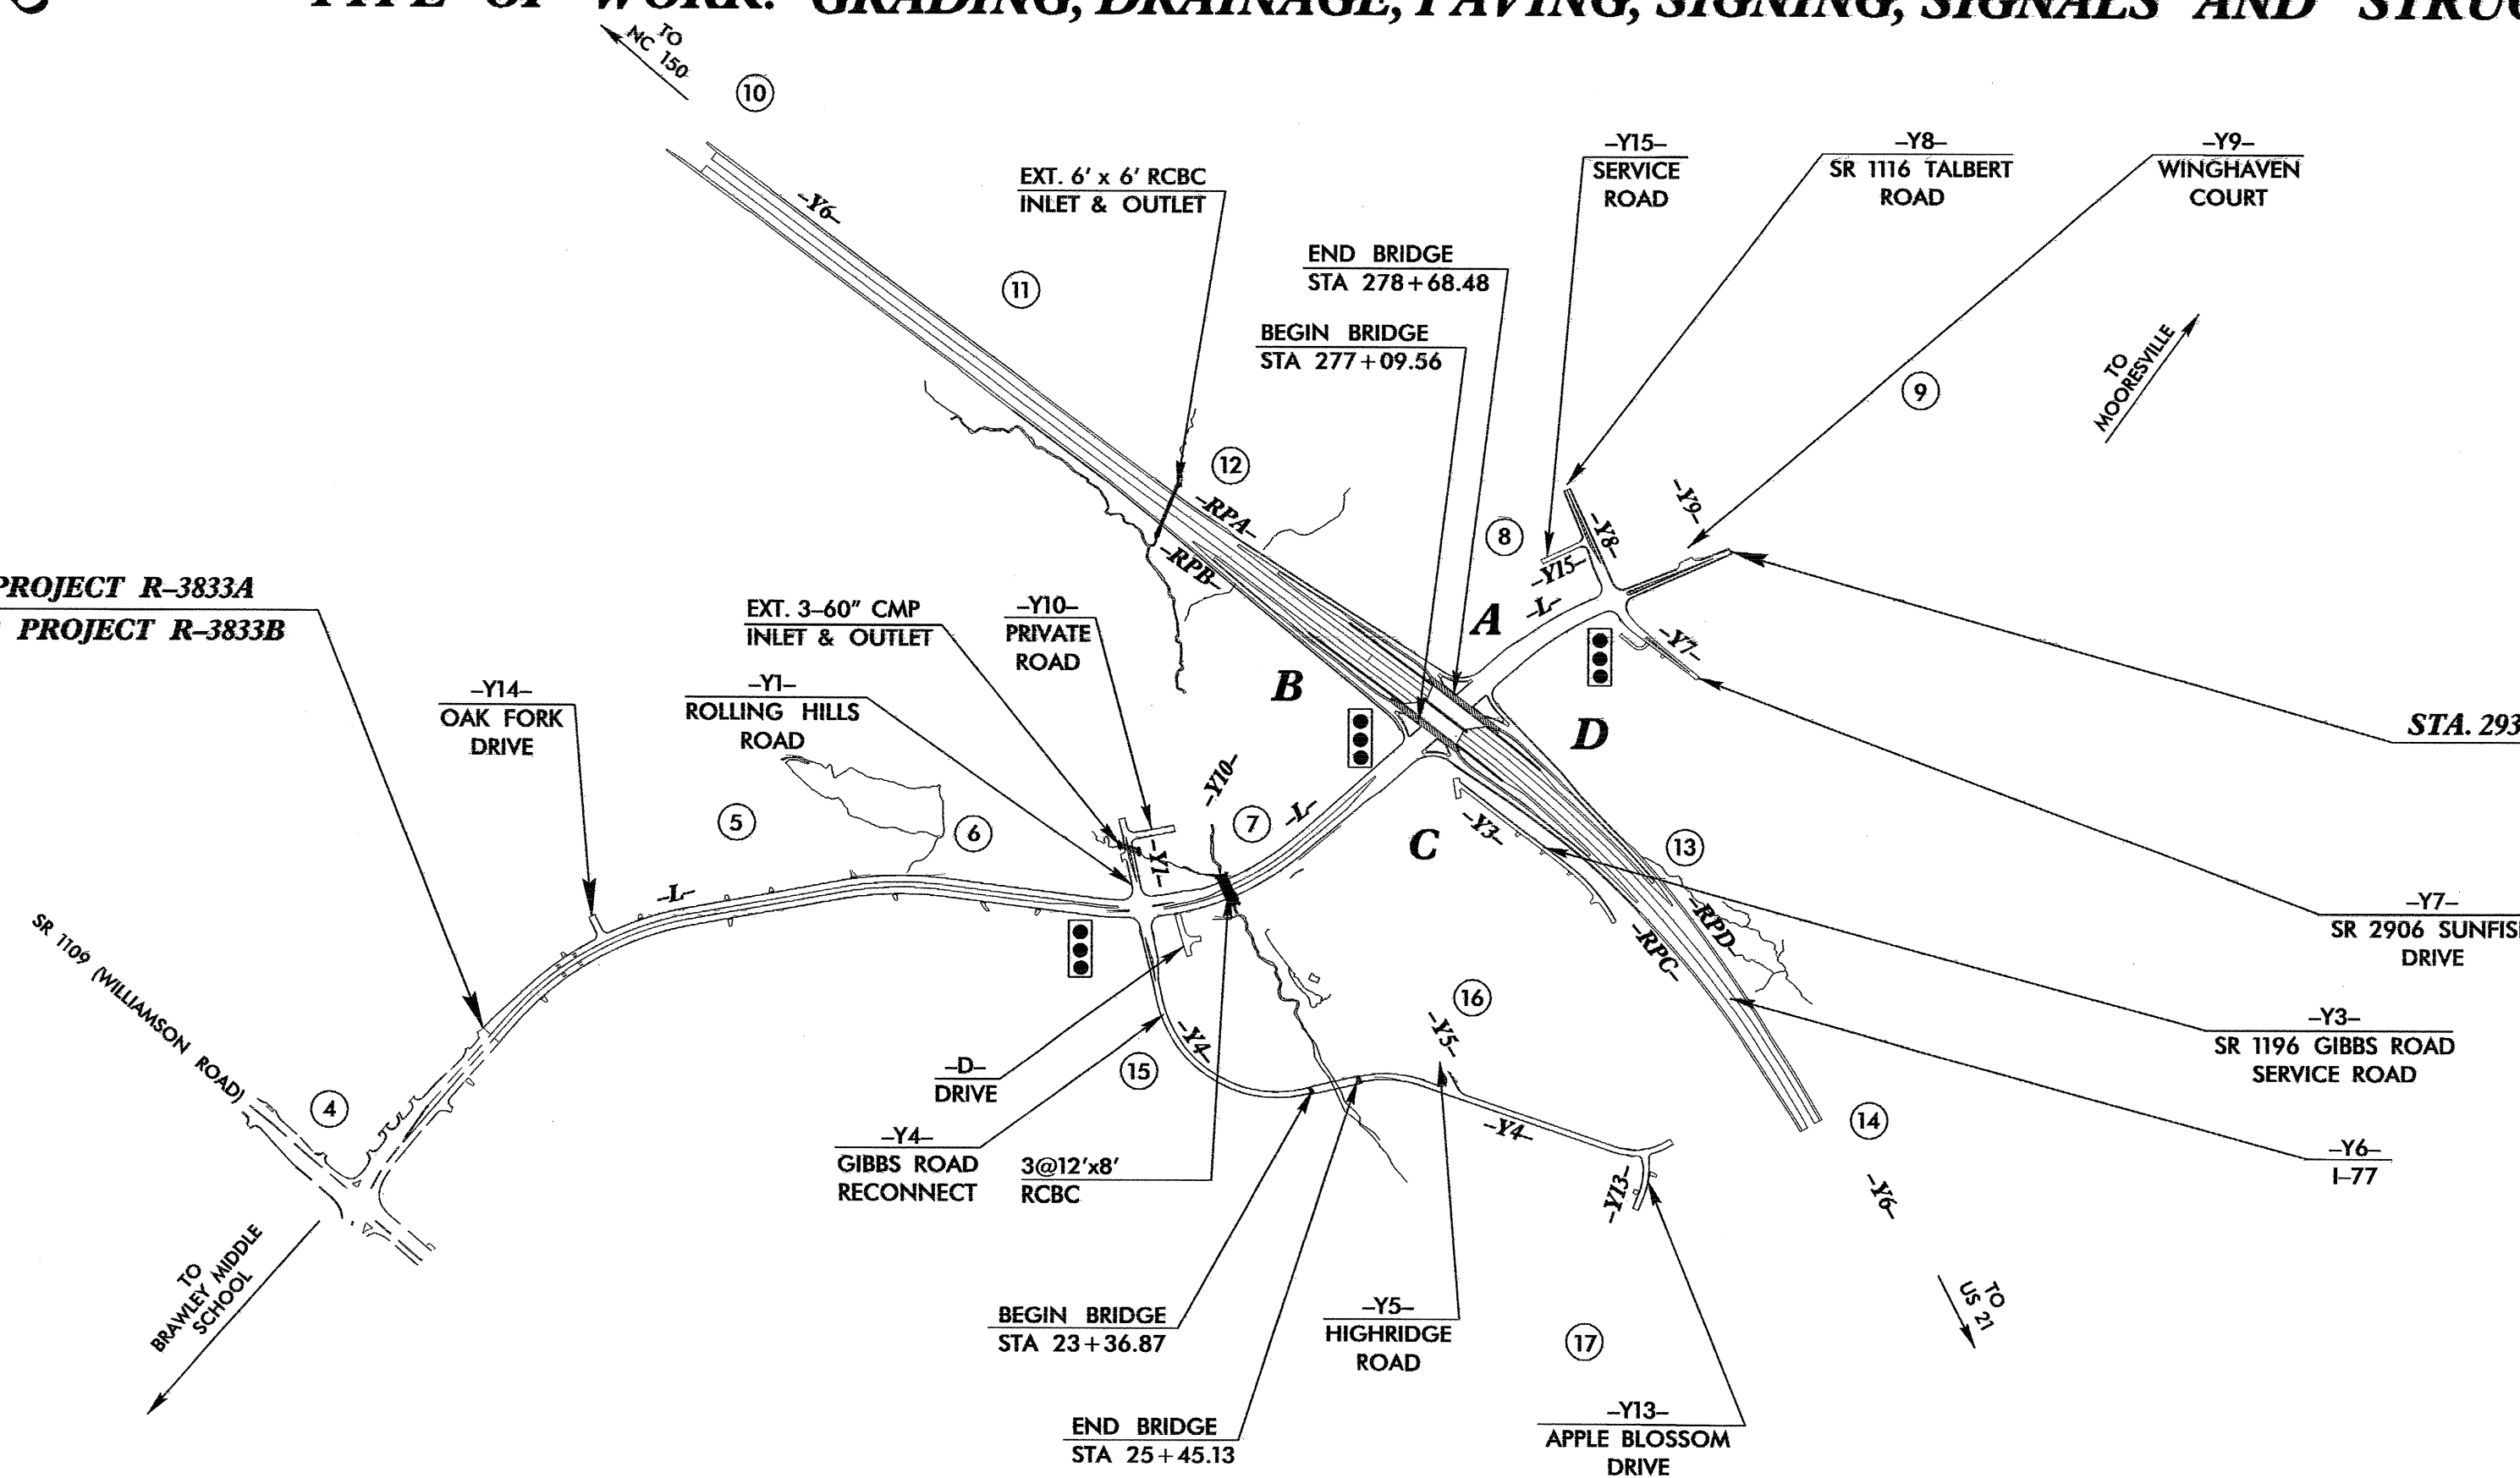 TYPE OF WORK: GRADING, DRAINAGE, PAVING, SIGNING, SIGNALS AND
TO
NC 150
10
–Y6–
11
EXT. 6' x 6' RCBC
INLET & OUTLET
END BRIDGE
STA 278+68.48
BEGIN BRIDGE
STA 277+09.56
–Y15–
SERVICE
ROAD
–Y8–
SR 1116 TALBERT
ROAD
–Y9–
WINGHAVEN
COURT
TO
MOORESVILLE
9
12
–RPA–
–RPB–
8
–Y8–
–Y9–
–Y15–
–L–
–Y7–
A
B
C
D
PROJECT R–3833A
PROJECT R–3833B
EXT. 3–60" CMP
INLET & OUTLET
–Y10–
PRIVATE
ROAD
–Y14–
OAK FORK
DRIVE
–Y1–
ROLLING HILLS
ROAD
STA. 293
5
6
–Y10–
7
–L–
–Y1–
–Y3–
13
–L–
–RPD–
–RPC–
–Y7–
SR 2906
DRIVE
SR 1109 (WILLIAMSON ROAD)
4
16
–Y5–
–Y4–
15
–D–
DRIVE
–Y3–
SR 1196 GIBBS ROAD
SERVICE ROAD
–Y4–
GIBBS ROAD
RECONNECT
3@12'x8'
RCBC
–Y4–
14
–Y6–
I–77
–Y13–
–Y6–
TO
BRAWLEY MIDDLE
SCHOOL
BEGIN BRIDGE
STA 23+36.87
–Y5–
HIGHRIDGE
ROAD
17
TO
US 21
END BRIDGE
STA 25+45.13
–Y13–
APPLE BLOSSOM
DRIVE